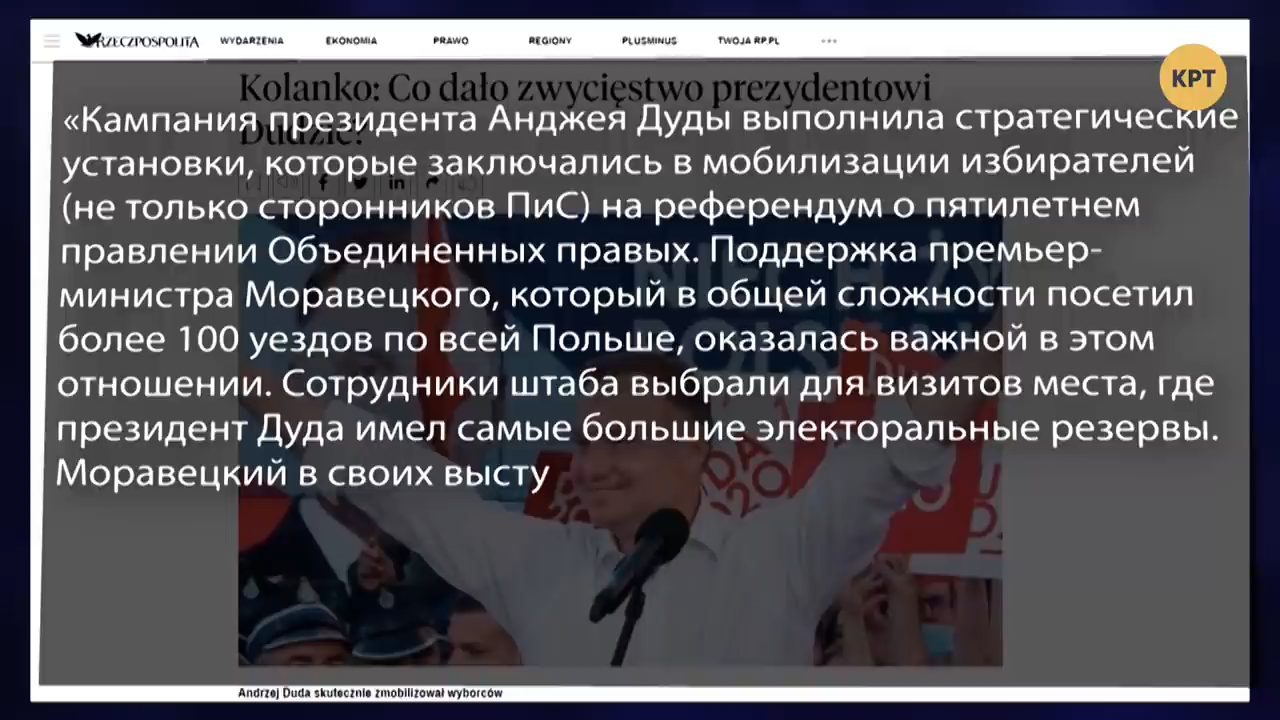 RZECZPOSPOLITA WYDARZENIA EKONOMIA PRAWO REGIONY PLUSMINUS TWOJA RP.PL
КРТ
Kolanko: Co dało zwycięstwo prezydentowi
Dudzie?
«Кампания президента Анджея Дуды выполнила стратегические
установки, которые заключались в мобилизации избирателей
(не только сторонников ПиС) на референдум о пятилетнем
правлении Объединенных правых. Поддержка премьер-
министра Моравецкого, который в общей сложности посетил
более 100 уездов по всей Польше, оказалась важной в этом
отношении. Сотрудники штаба выбрали для визитов места, где
президент Дуда имел самые большие электоральные резервы.
Моравецкий в своих высту
Andrzej Duda skutecznie zmobilizował wyborców